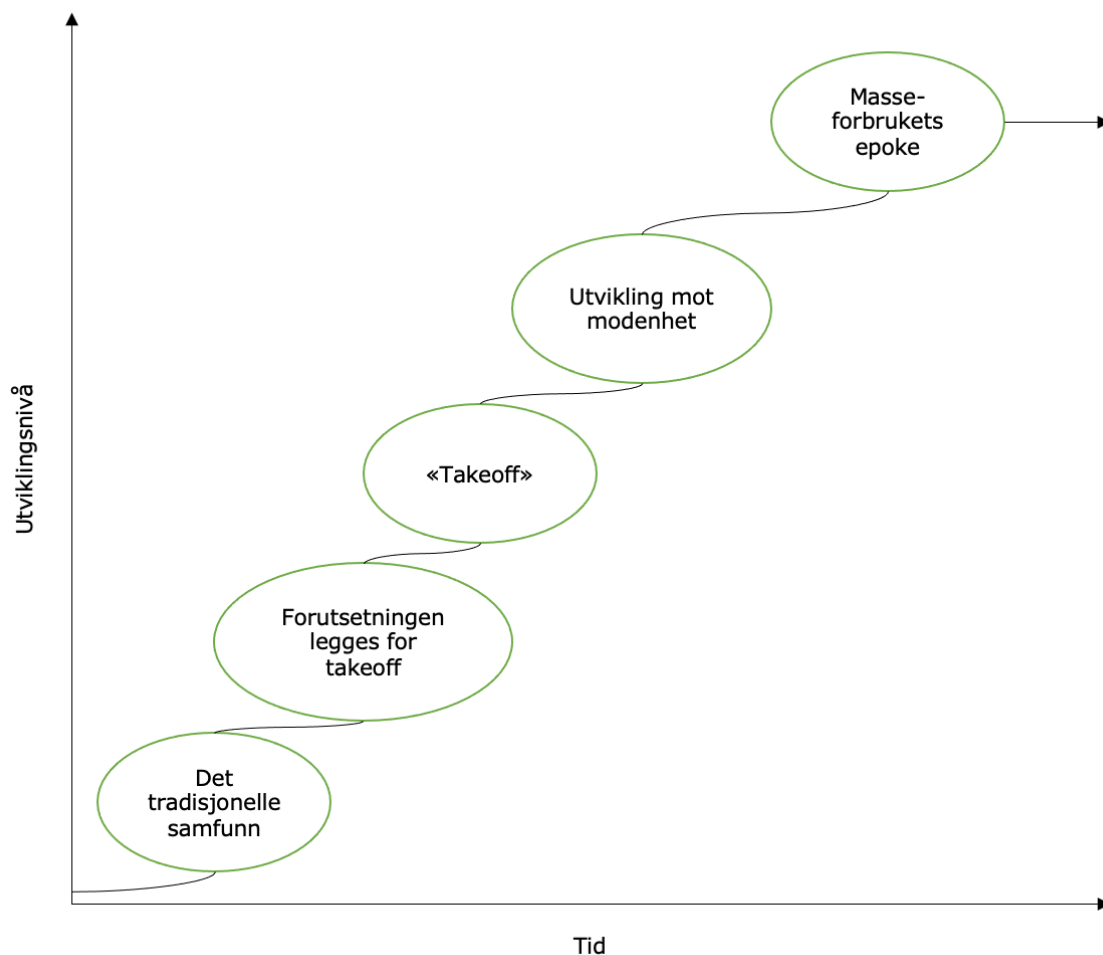 Masse-
forbrukets
epoke
Utvikling mot
modenhet
«Takeoff»
Forutsetningen
legges for
takeoff
Det
tradisjonelle
samfunn
Utviklingsnivå
Tid